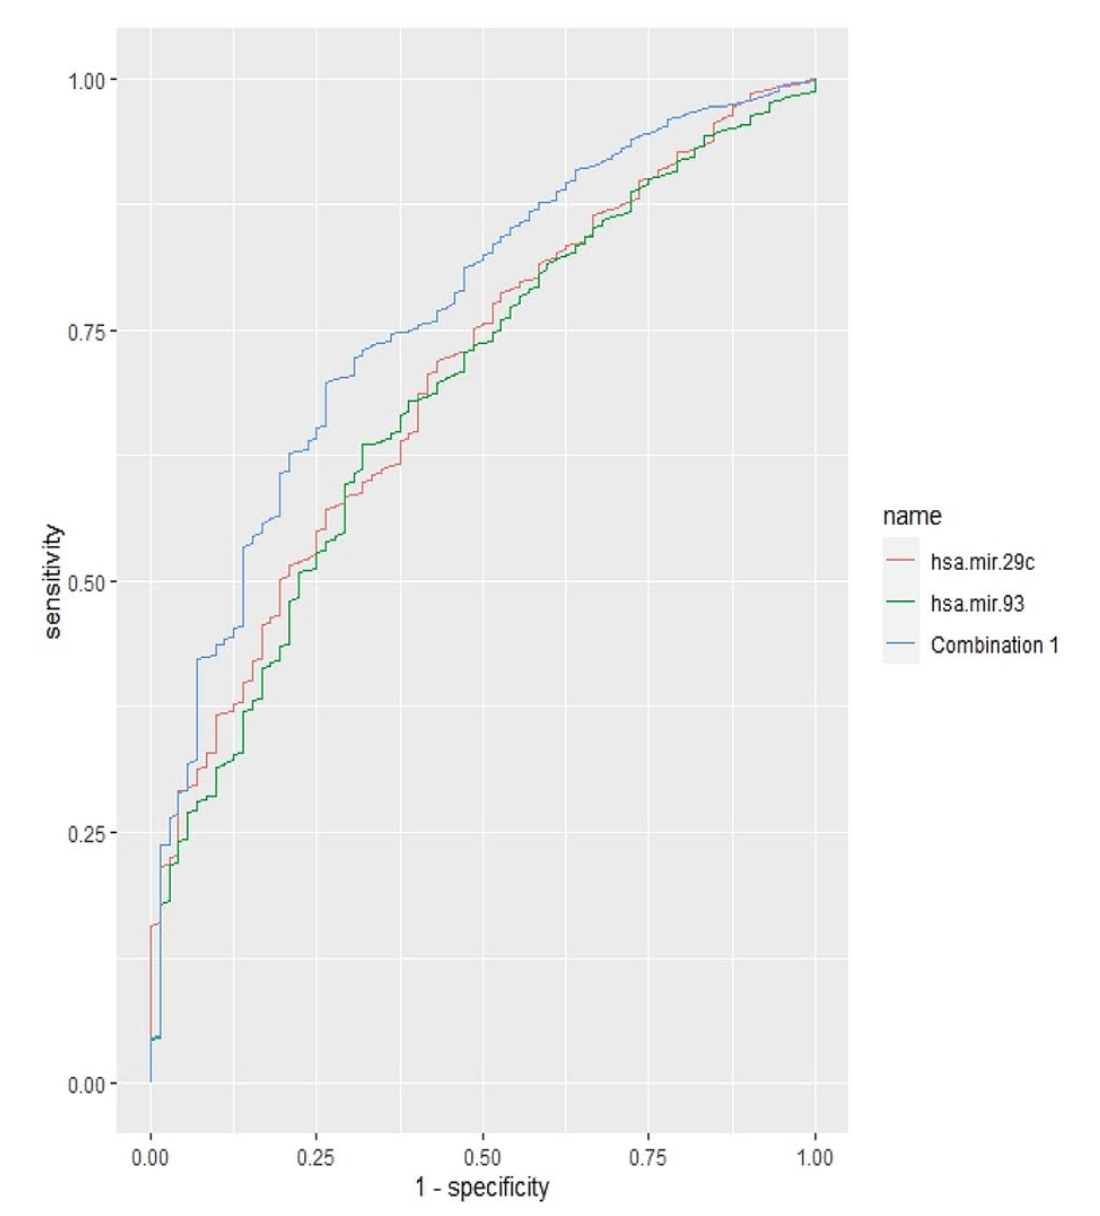 1.00
0.75
0.50
0.25
0.00
sensitivity
0.00 0.25 0.50 0.75 1.00
1 - specificity
name
hsa.mir.29c
hsa.mir.93
Combination 1